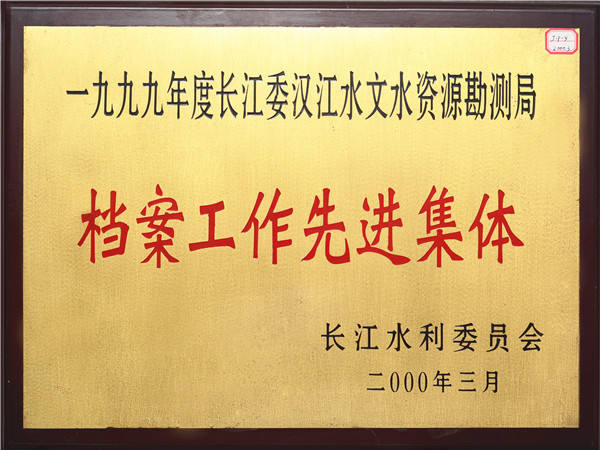 一九九九年度长江委汉江水文水资源勘测局
档案工作先进集体
长江水利委员会
二000年三月